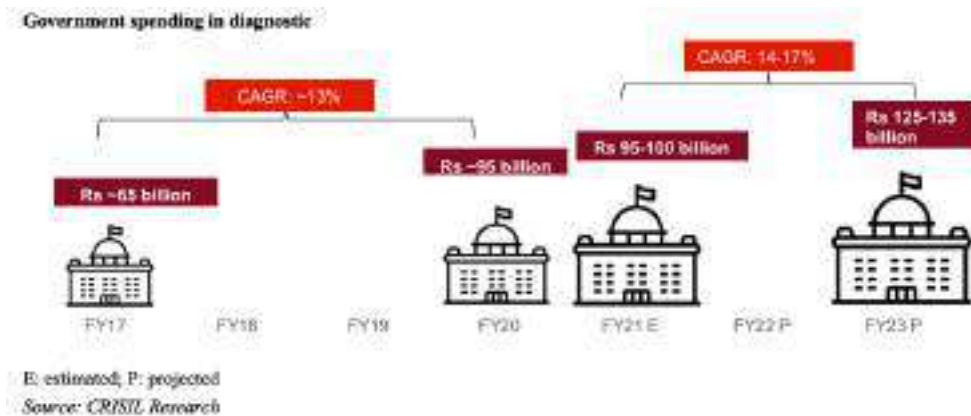 Government spending in diagnostic
CAGR: 14-17%
CAGR: ~13%
Rs 125-135
billion
Rs 95-100 billion
Rs ~95 billion
Rs ~65 billion
FY17
FY18
FY19
FY20
FY21 E
FY22 P
FY23 P
E: estimated; P: projected
Source: CRISIL Research